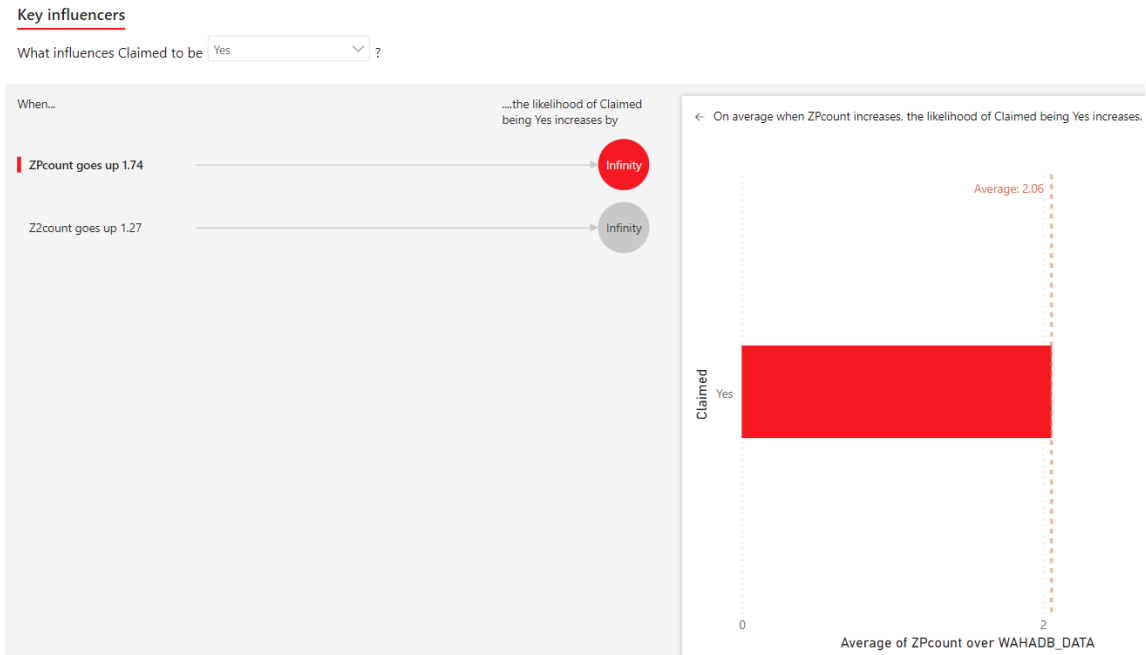 Key influencers
What influences Claimed to be Yes ?
When...
....the likelihood of Claimed
being Yes increases by
ZPcount goes up 1.74
Infinity
Z2count goes up 1.27
Infinity
← On average when ZPcount increases, the likelihood of Claimed being Yes increases.
Average: 2.06
Claimed
Yes
0
2
Average of ZPcount over WAHADB_DATA